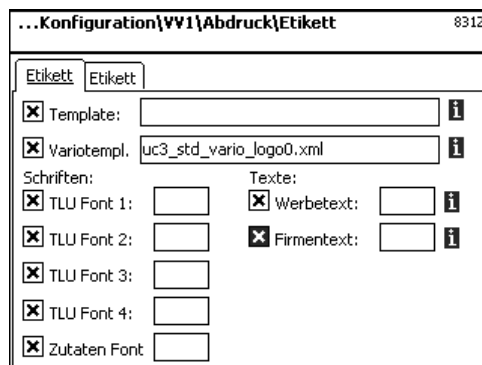 ...Konfiguration\VV1\Abdruck\Etikett 8312
Etikett Etikett
Template:
Variotempl. uc3_std_vario_logo0.xml
Schriften: Texte:
TLU Font 1: Werbetext:
TLU Font 2: Firmentext:
TLU Font 3:
TLU Font 4:
Zutaten Font